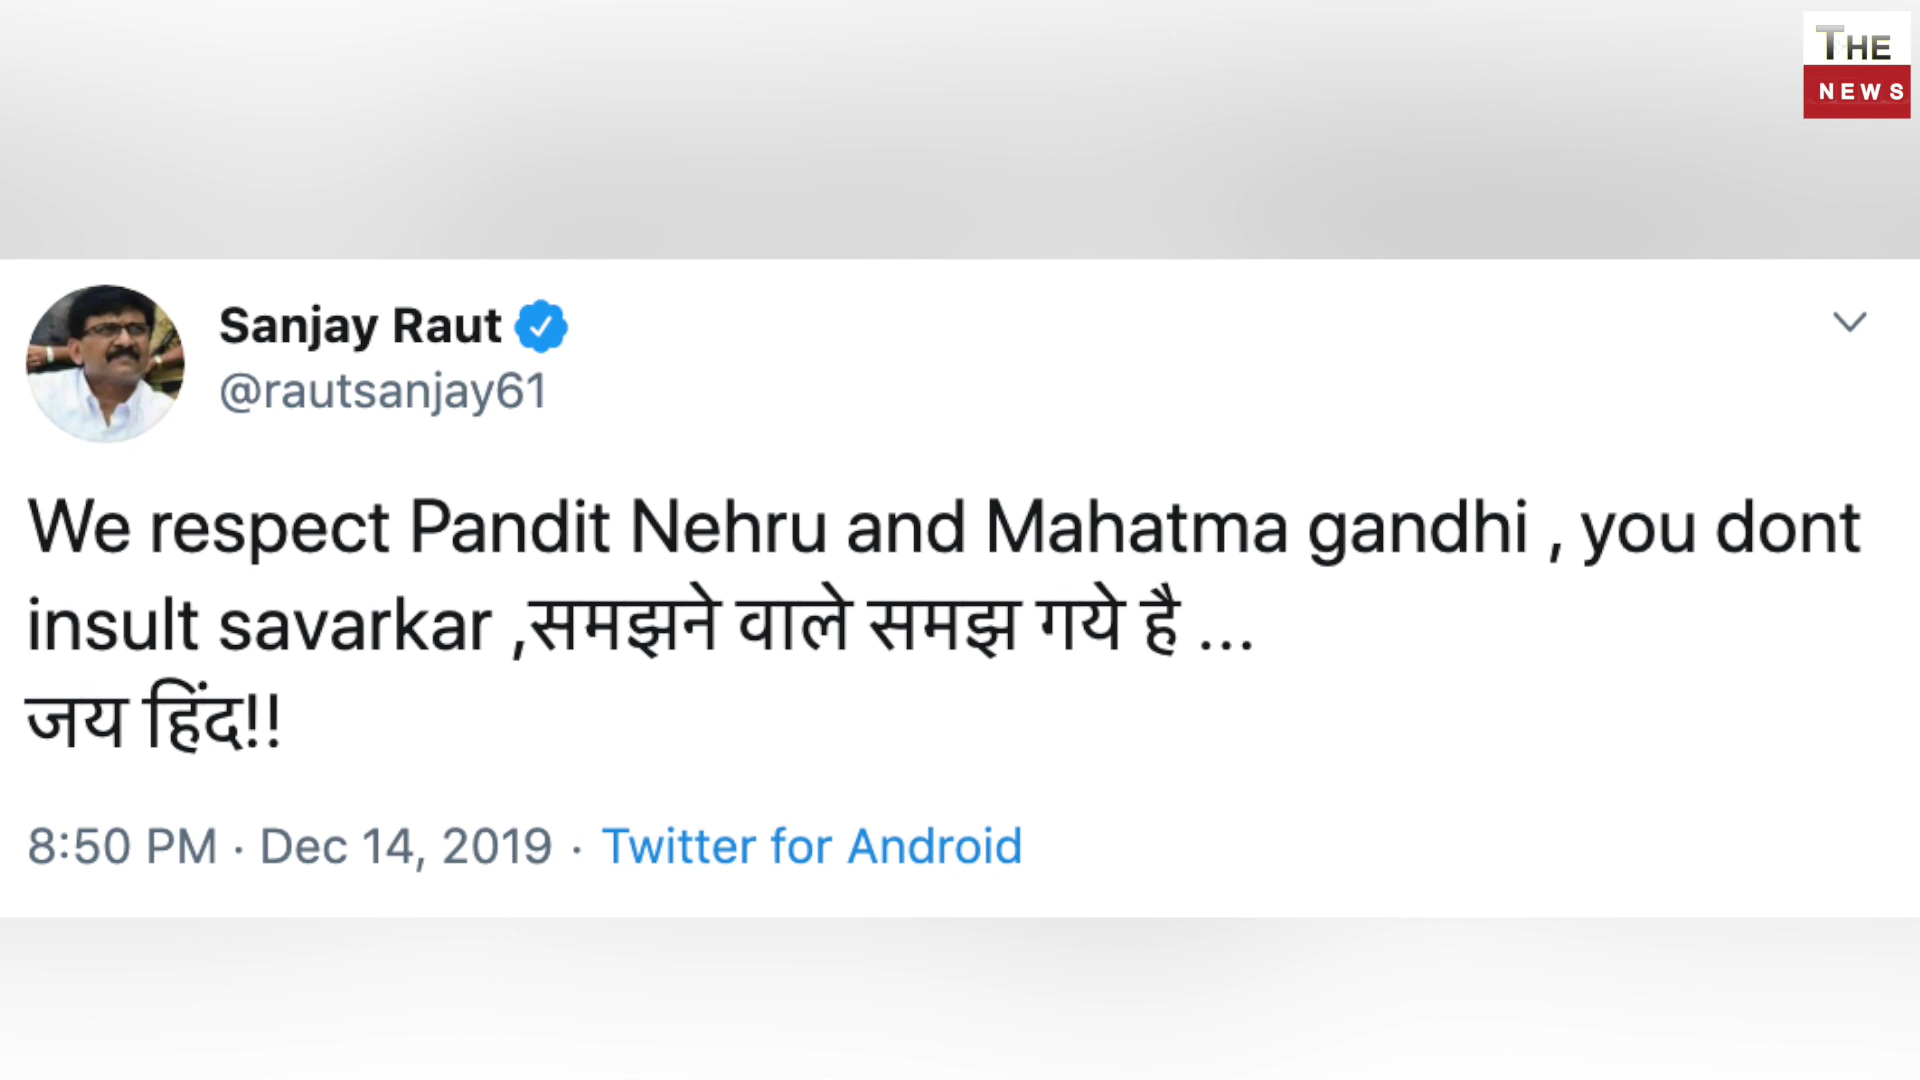 THE
NEWS
Sanjay Raut
@rautsanjay61
We respect Pandit Nehru and Mahatma gandhi , you dont
insult savarkar ,समझने वाले समझ गये है ...
जय हिंद!!
8:50 PM · Dec 14, 2019 · Twitter for Android